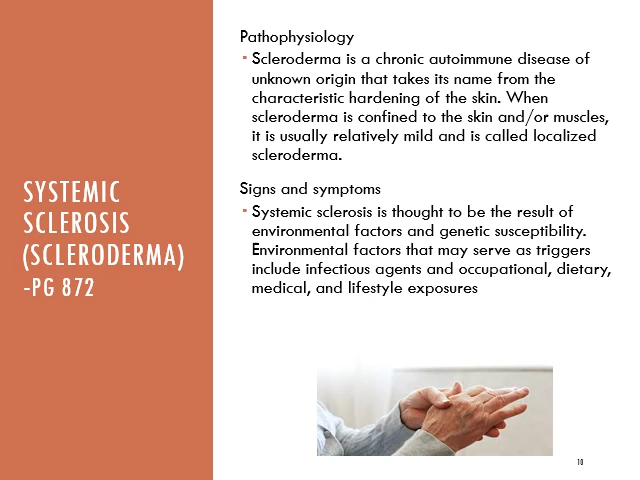 SYSTEMIC
SCLEROSIS
(SCLERODERMA)
-PG 872
Pathophysiology
Scleroderma is a chronic autoimmune disease of
unknown origin that takes its name from the
characteristic hardening of the skin. When
scleroderma is confined to the skin and/or muscles,
it is usually relatively mild and is called localized
scleroderma.
Signs and symptoms
Systemic sclerosis is thought to be the result of
environmental factors and genetic susceptibility.
Environmental factors that may serve as triggers
include infectious agents and occupational, dietary,
medical, and lifestyle exposures
10